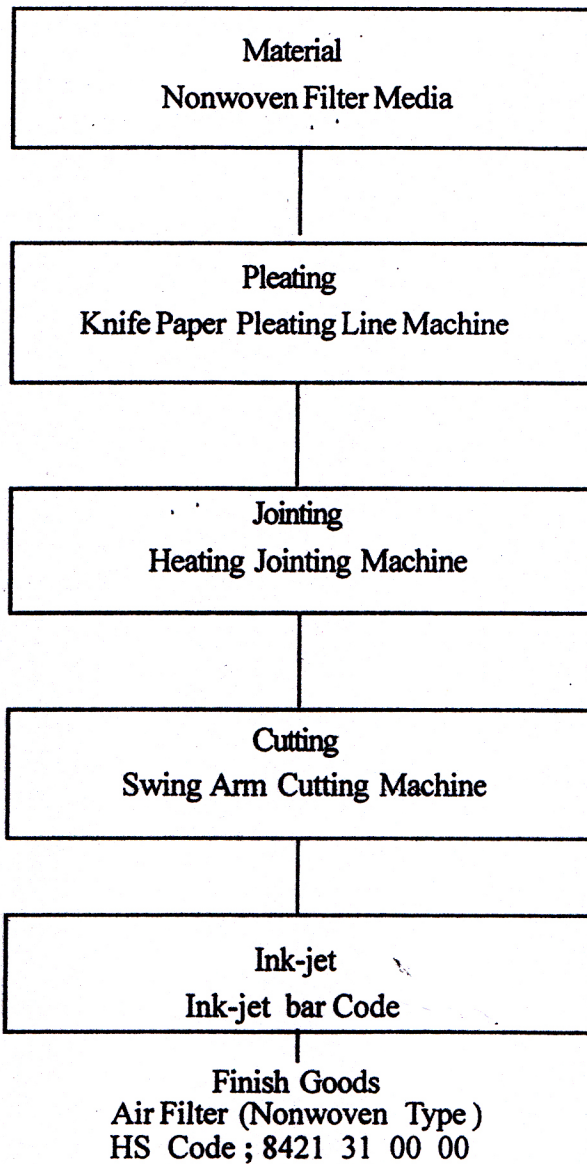 Material
Nonwoven Filter Media
Pleating
Knife Paper Pleating Line Machine
Jointing
Heating Jointing Machine
Cutting
Swing Arm Cutting Machine
Ink-jet
Ink-jet bar Code
Finish Goods
Air Filter (Nonwoven Type)
HS Code ; 8421 31 00 00